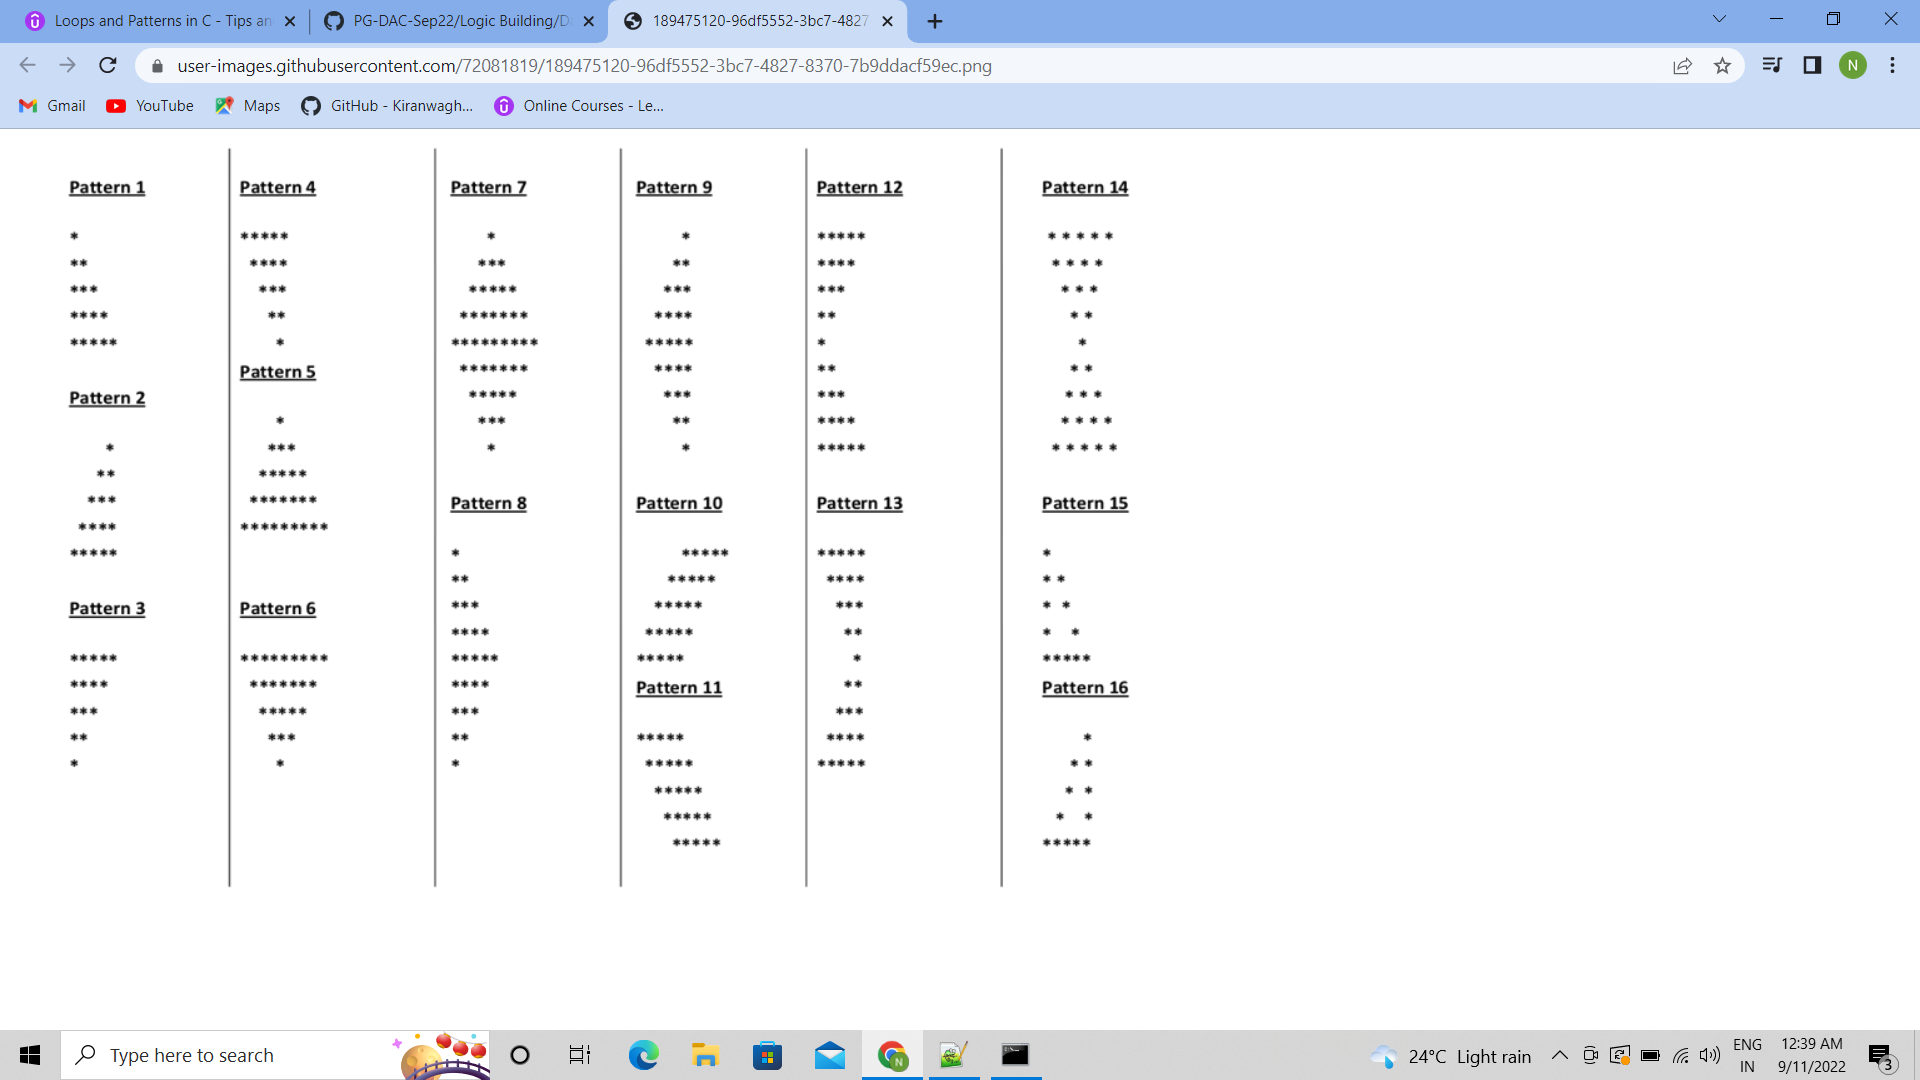 Loops and Patterns in C - Tips an
PG-DAC-Sep22/Logic Building/D
189475120-96df5552-3bc7-4827
user-images.githubusercontent.com/72081819/189475120-96df5552-3bc7-4827-8370-7b9ddacf59ec.png
N
Gmail
YouTube
Maps
GitHub - Kiranwagh...
Online Courses - Le...
Pattern 1
*
**
***
****
*****
Pattern 2
*
**
***
****
*****
Pattern 3
*****
****
***
**
*
Pattern 4
*****
****
***
**
*
Pattern 5
*
***
*****
*******
*********
Pattern 6
*********
*******
*****
***
*
Pattern 7
*
***
*****
*******
*********
*******
*****
***
*
Pattern 8
*
**
***
****
*****
****
***
**
*
Pattern 9
*
**
***
****
*****
****
***
**
*
Pattern 10
*****
*****
*****
*****
*****
Pattern 11
*****
*****
*****
*****
*****
Pattern 12
*****
****
***
**
*
**
***
****
*****
Pattern 13
*****
****
***
**
*
**
***
****
*****
Pattern 14
* * * * *
* * * *
* * *
* *
*
* *
* * *
* * * *
* * * * *
Pattern 15
*
* *
*  *
*   *
*****
Pattern 16
*
* *
*  *
*   *
*****
Type here to search
N
24°C Light rain
ENG
IN
12:39 AM
9/11/2022
3